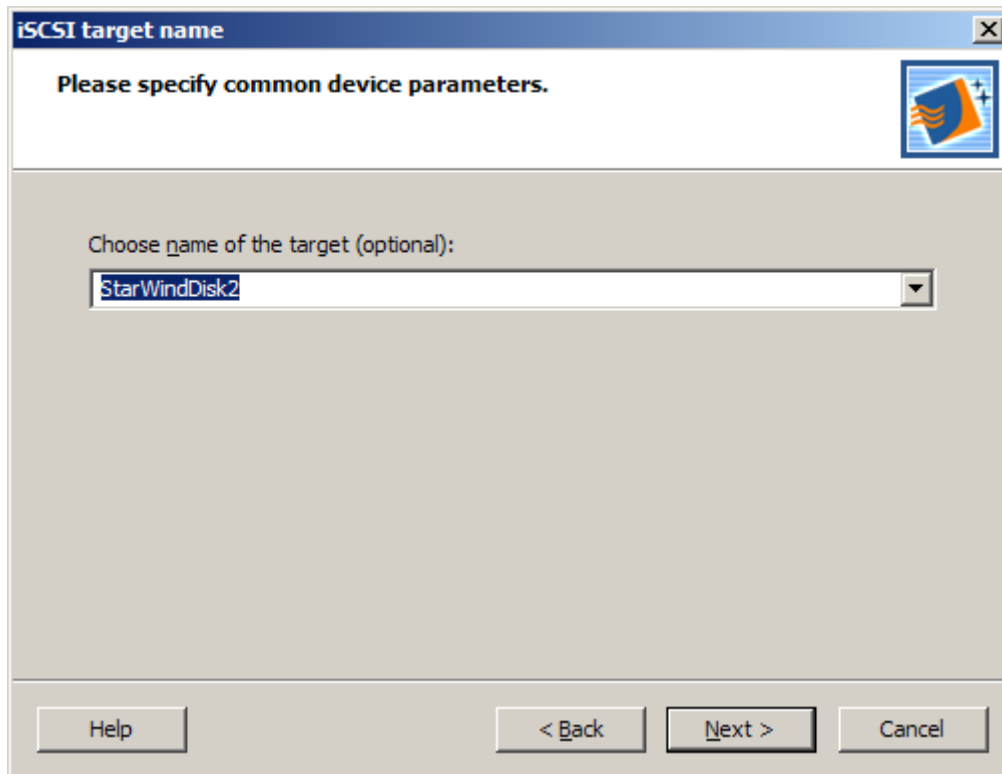 iSCSI target name
Please specify common device parameters.
Choose name of the target (optional):
StarWindDisk2
Help
< Back
Next >
Cancel